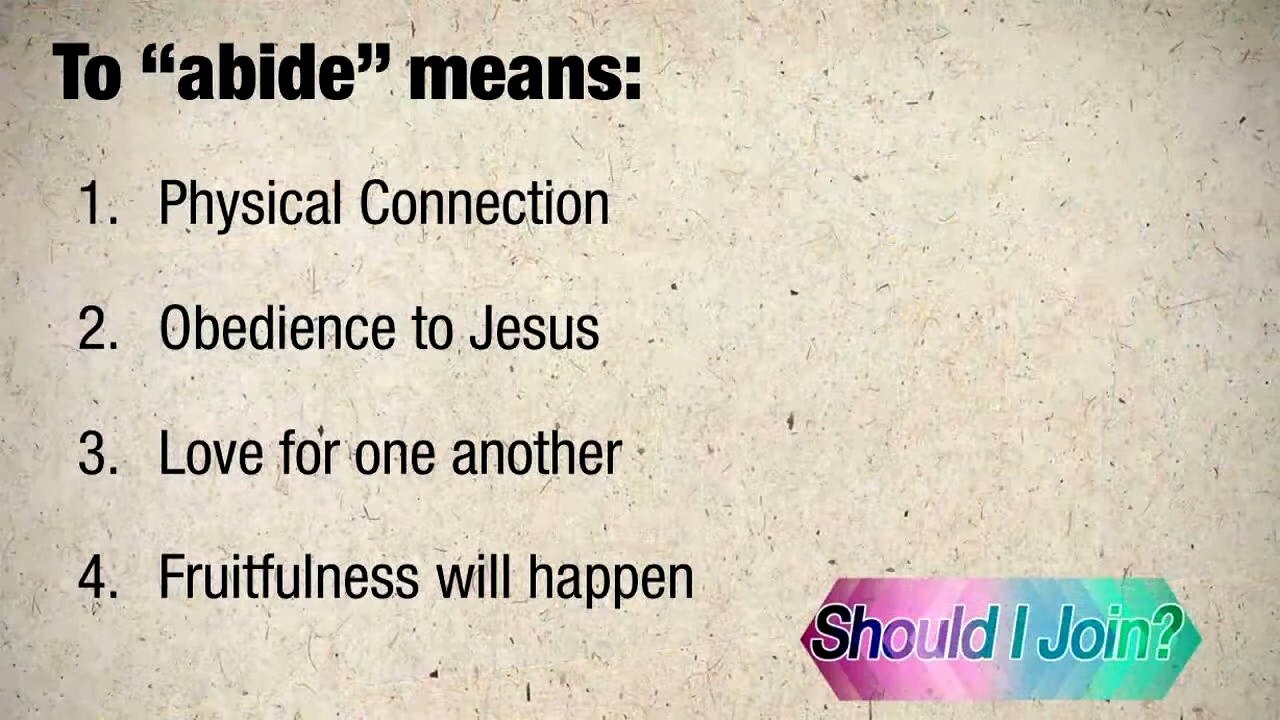 To “abide” means:
1. Physical Connection
2. Obedience to Jesus
3. Love for one another
4. Fruitfulness will happen
Should I Join?